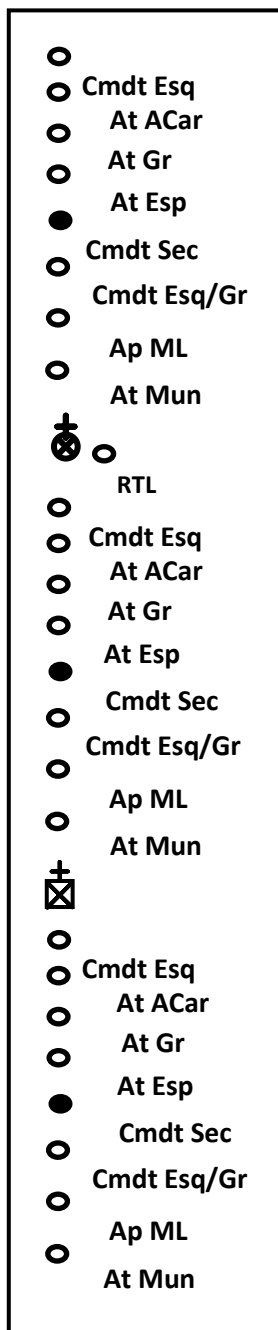 Cmdt Esq
At ACar
At Gr
At Esp
Cmdt Sec
Cmdt Esq/Gr
Ap ML
At Mun
RTL
Cmdt Esq
At ACar
At Gr
At Esp
Cmdt Sec
Cmdt Esq/Gr
Ap ML
At Mun
Cmdt Esq
At ACar
At Gr
At Esp
Cmdt Sec
Cmdt Esq/Gr
Ap ML
At Mun